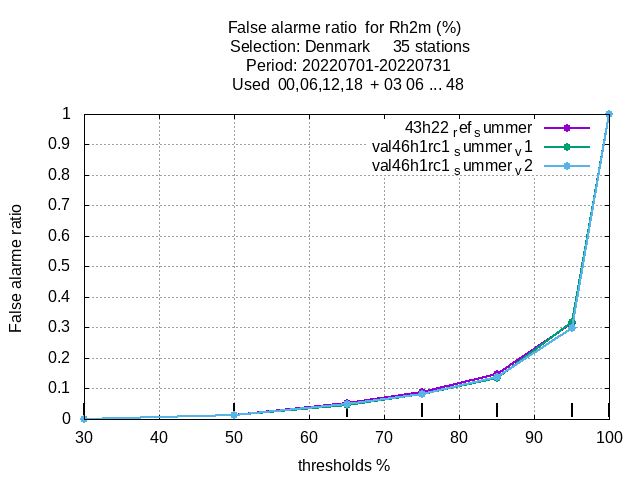 False alarme ratio  for Rh2m (%)
Selection: Denmark     35 stations
Period: 20220701-20220731
Used  00,06,12,18  + 03 06 ... 48
43h22 ref summer
val46h1rc1 summer v1
val46h1rc1 summer v2
1
0.9
0.8
0.7
0.6
0.5
0.4
0.3
0.2
0.1
0
False alarme ratio
30 40 50 60 70 80 90 100
thresholds %